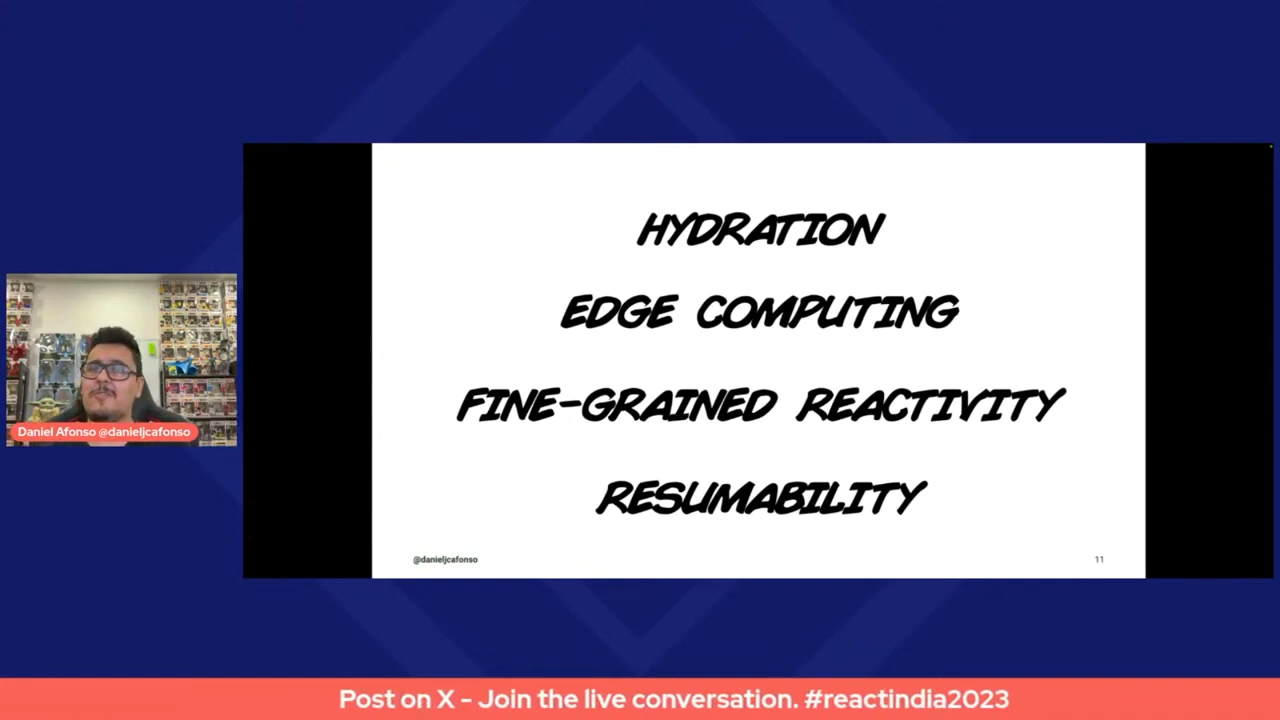 HYDRATION
EDGE COMPUTING
FINE-GRAINED REACTIVITY
RESUMABILITY
@danieljcafonso
11
Daniel Afonso @danieljcafonso
Post on X - Join the live conversation. #reactindia2023